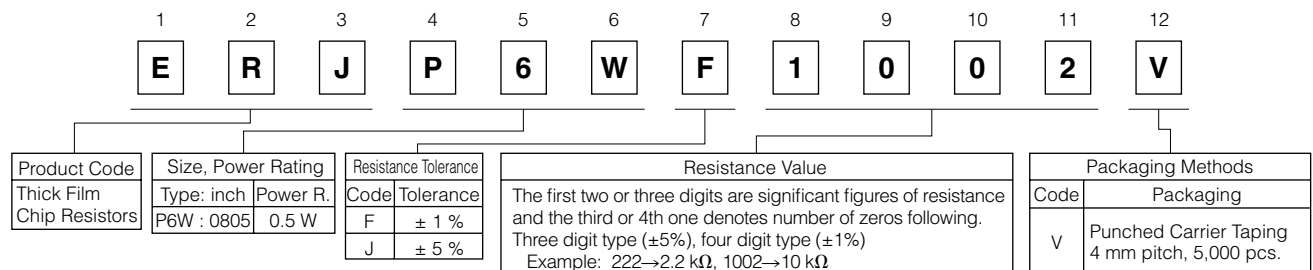 1 2 3 4 5 6 7 8 9 10 11 12
E R J P 6 W F 1 0 0 2 V
Product Code
Thick Film
Chip Resistors
Size, Power Rating
Type: inch Power R.
P6W : 0805 0.5 W
Resistance Tolerance
Code Tolerance
F ± 1 %
J ± 5 %
Resistance Value
The first two or three digits are significant figures of resistance
and the third or 4th one denotes number of zeros following.
Three digit type (±5%), four digit type (±1%)
Example: 222→2.2 kΩ, 1002→10 kΩ
Packaging Methods
Code Packaging
V Punched Carrier Taping
4 mm pitch, 5,000 pcs.